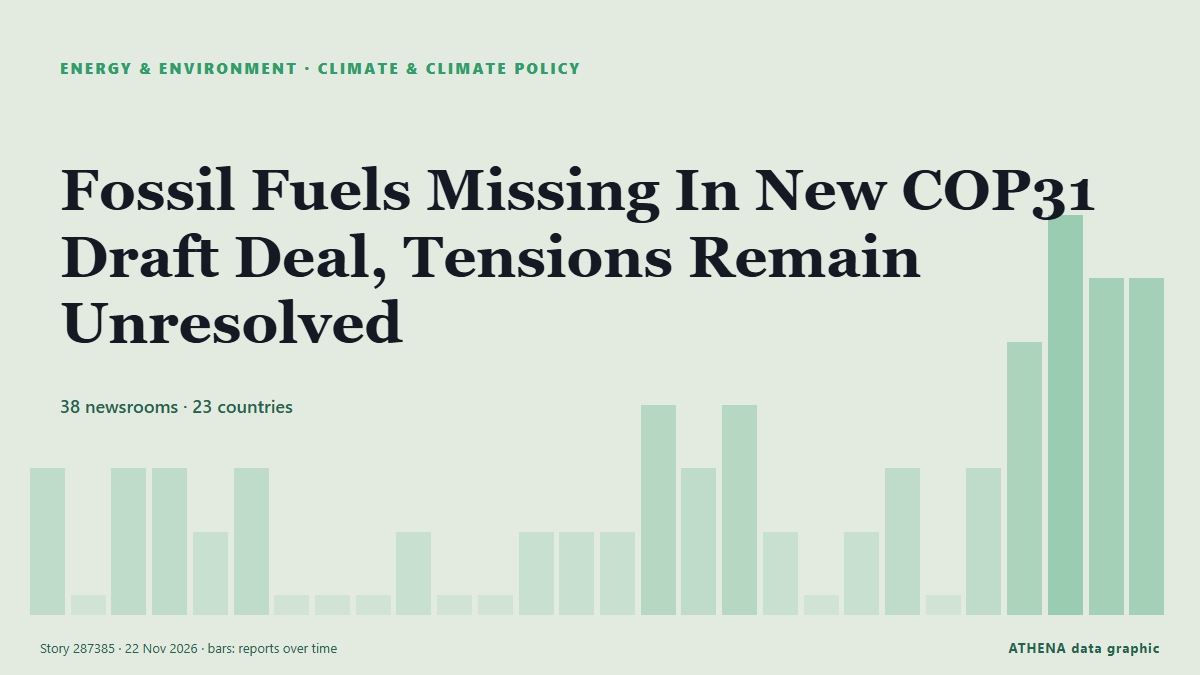 ENERGY & ENVIRONMENT · CLIMATE & CLIMATE POLICY
Fossil Fuels Missing In New COP31
Draft Deal, Tensions Remain
Unresolved
38 newsrooms · 23 countries
Story 287385 · 22 Nov 2026 · bars: reports over time
ATHENA data graphic